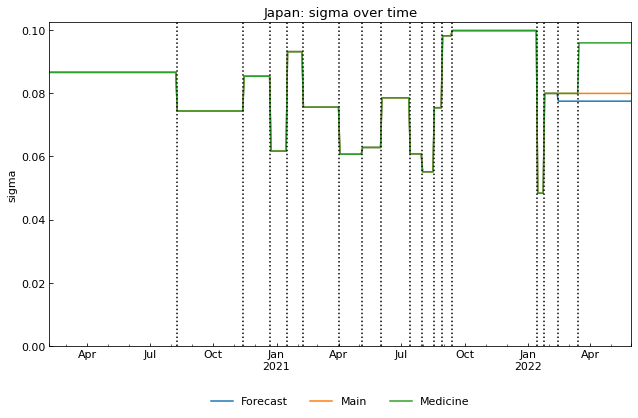 Japan: sigma over time
0.10
0.08
0.06
0.04
0.02
0.00
sigma
Apr Jul Oct Jan Apr Jul Oct Jan Apr
2021 2022
Forecast Main Medicine